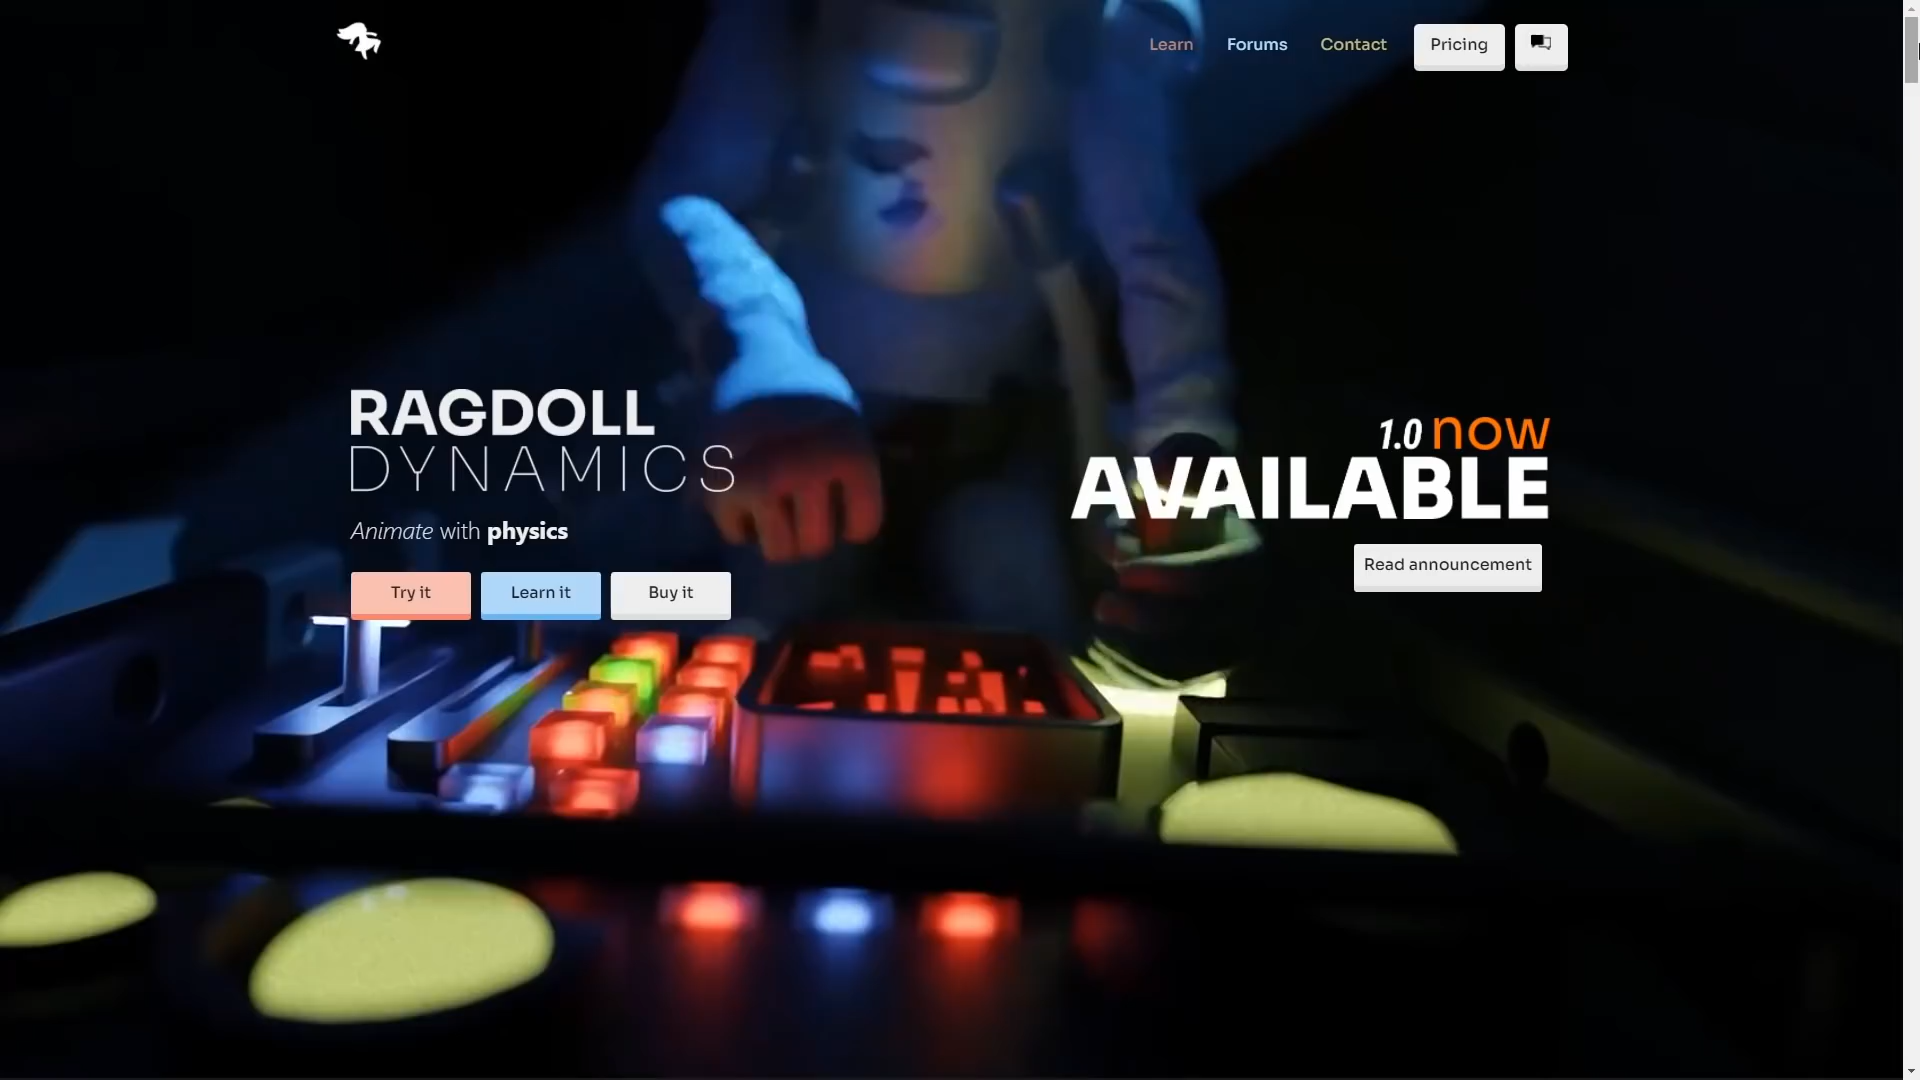 Learn Forums Contact Pricing
RAGDOLL
DYNAMICS
Animate with physics
Try it Learn it Buy it
1.0 now
AVAILABLE
Read announcement